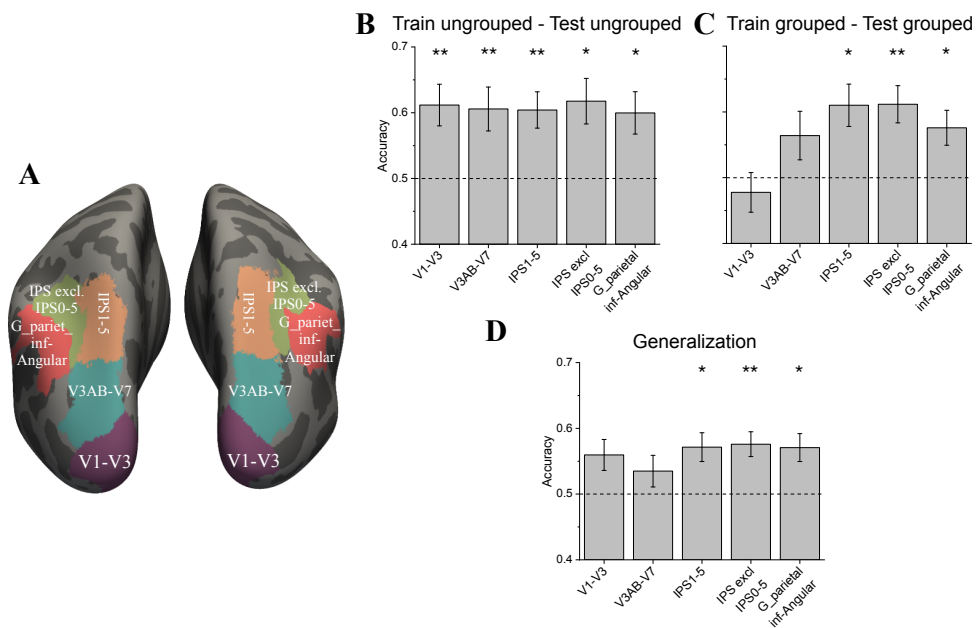 A
IPS excl.
IPS0-5
G_pariet_
inf-
Angular
IPS1-5
V3AB-V7
V1-V3
IPS1-5
IPS excl.
IPS0-5
G_pariet_
inf-
Angular
V3AB-V7
V1-V3
B
Train ungrouped - Test ungrouped
Accuracy
0.7
0.6
0.5
0.4
** ** ** * *
V1-V3
V3AB-V7
IPS1-5
IPS excl
IPS0-5
G_parietal
inf-Angular
C
Train grouped - Test grouped
* ** *
V1-V3
V3AB-V7
IPS1-5
IPS excl
IPS0-5
G_parietal
inf-Angular
D
Generalization
Accuracy
0.7
0.6
0.5
0.4
* ** *
V1-V3
V3AB-V7
IPS1-5
IPS excl
IPS0-5
G_parietal
inf-Angular